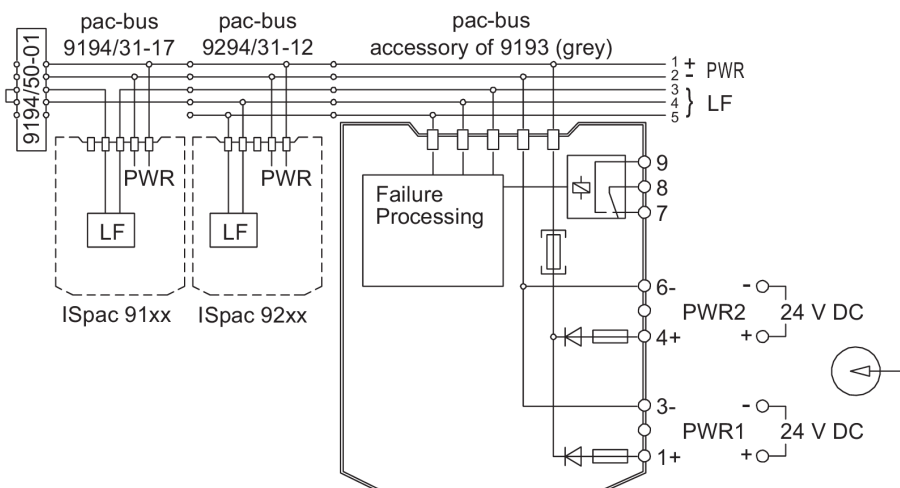 pac-bus
9194/31-17
pac-bus
9294/31-12
pac-bus
accessory of 9193 (grey)
9194/50-01
1 +
2 - PWR
3
4 } LF
5
PWR
LF
ISpac 91xx
PWR
LF
ISpac 92xx
Failure
Processing
9
8
7
6-
PWR2
- 24 V DC
4+
+
3-
PWR1
- 24 V DC
1+
+